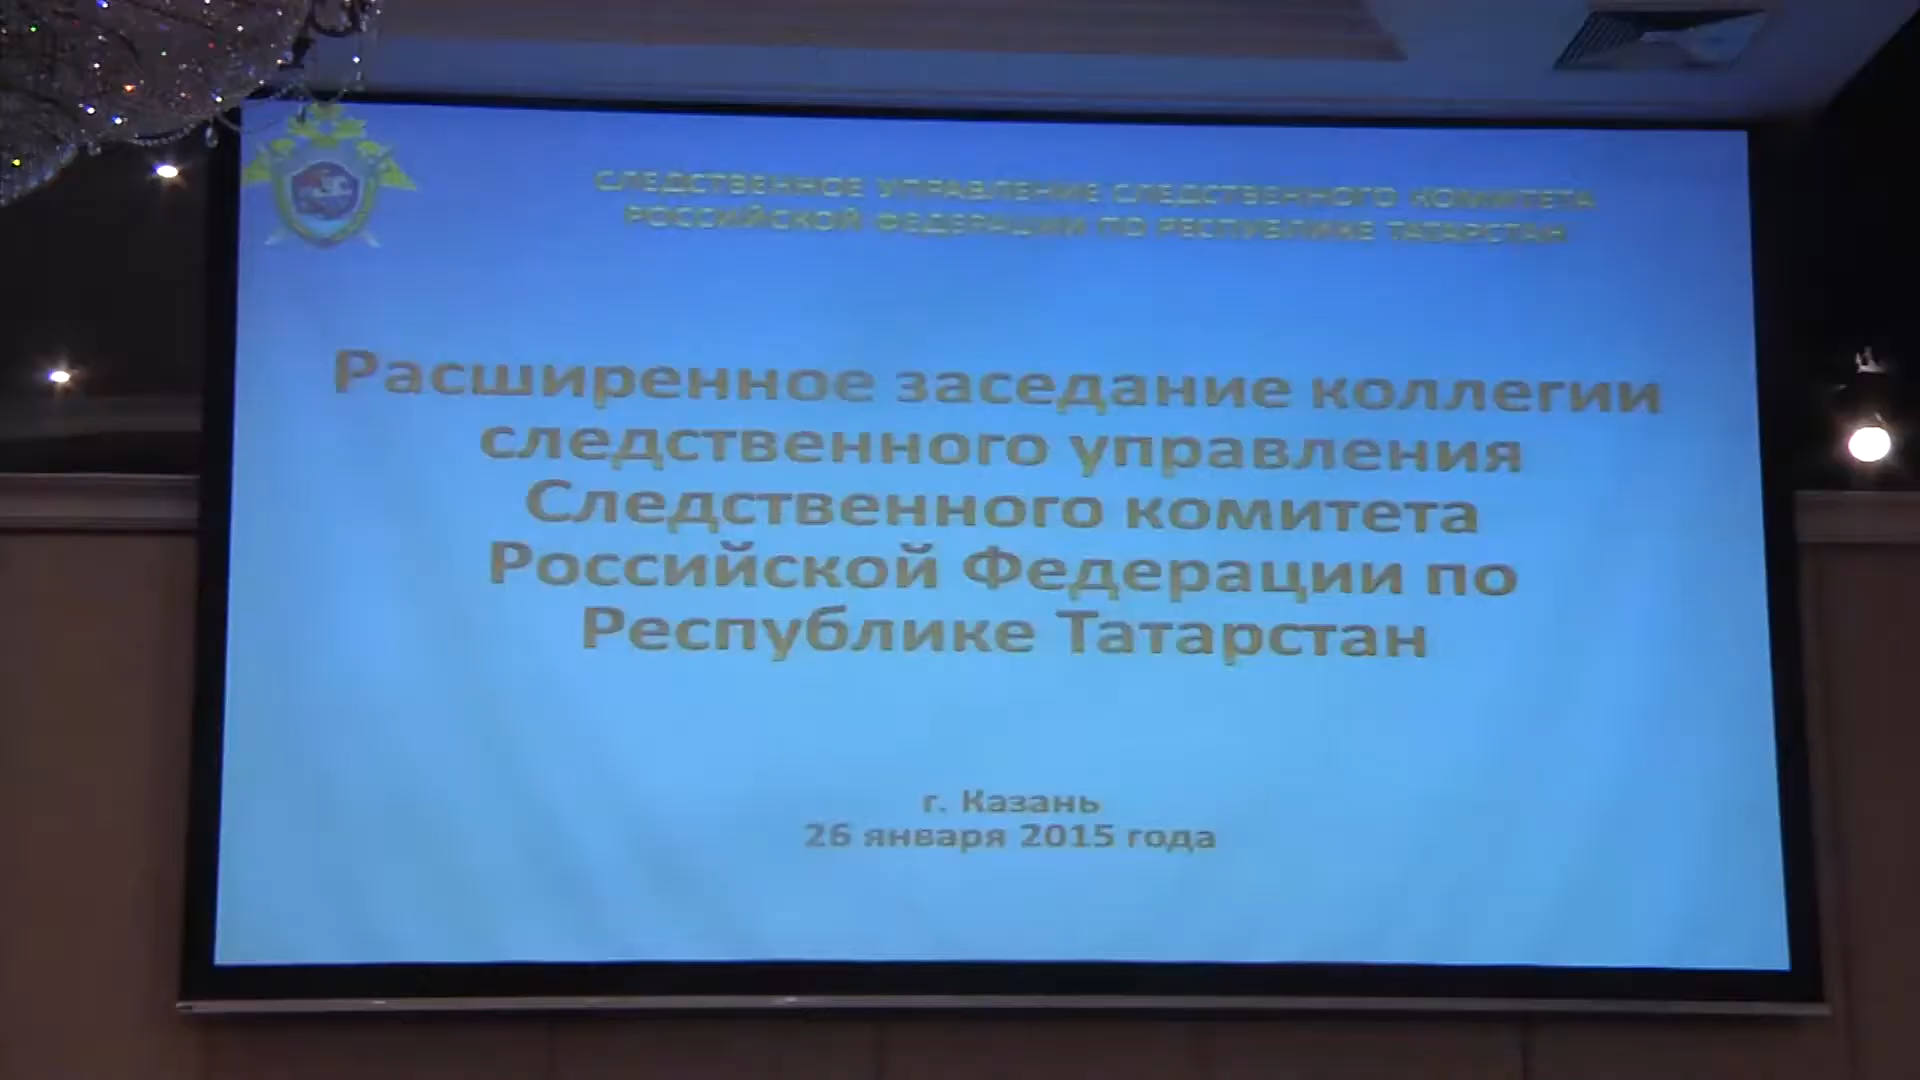 СЛЕДСТВЕННОЕ УПРАВЛЕНИЕ СЛЕДСТВЕННОГО КОМИТЕТА
РОССИЙСКОЙ ФЕДЕРАЦИИ ПО РЕСПУБЛИКЕ ТАТАРСТАН
Расширенное заседание коллегии
следственного управления
Следственного комитета
Российской Федерации по
Республике Татарстан
г. Казань
26 января 2015 года